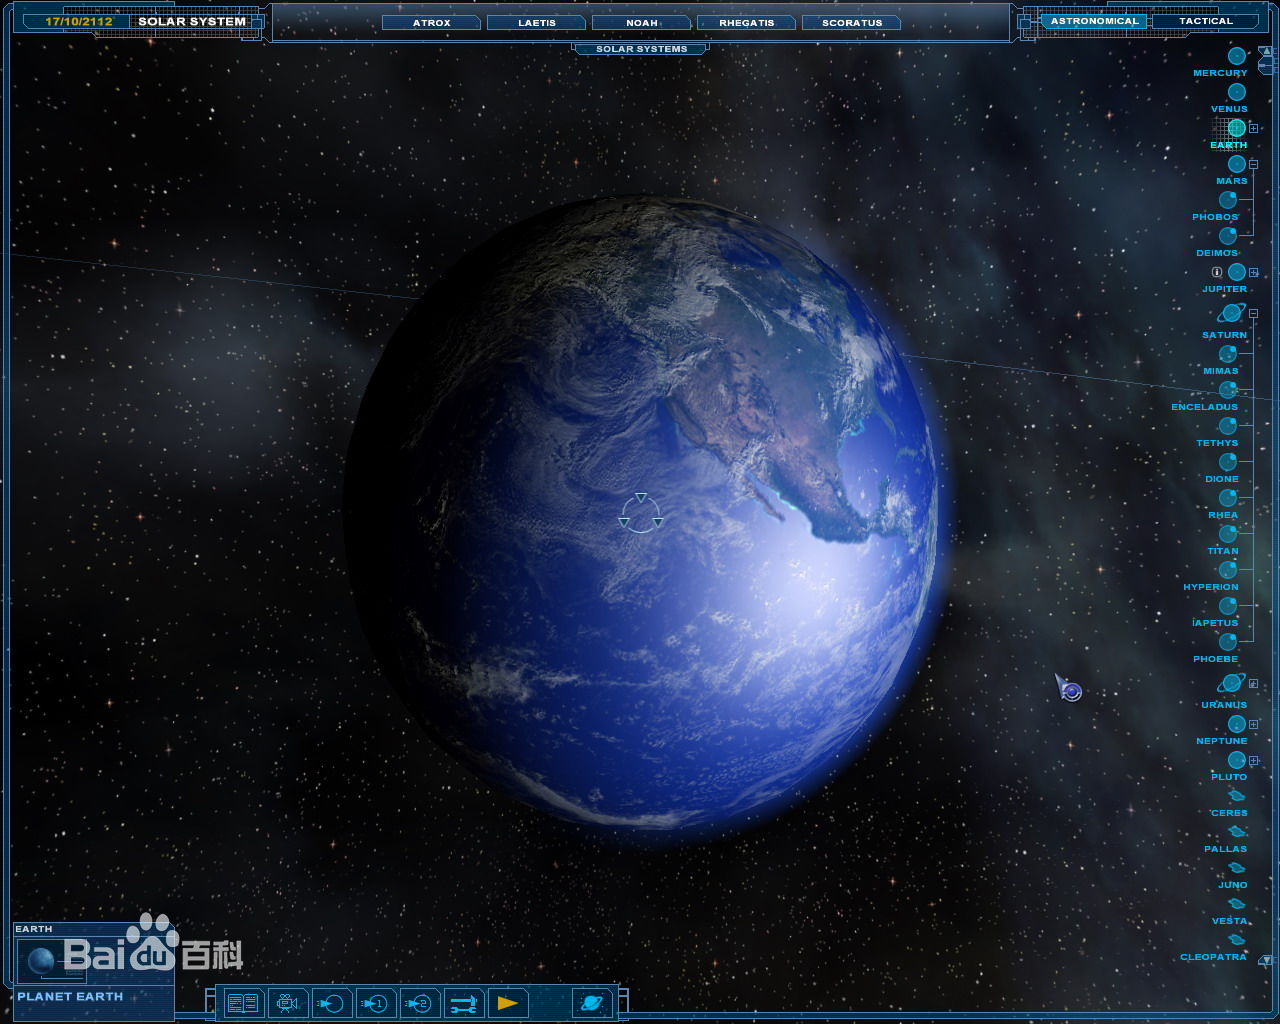 17/10/2112 SOLAR SYSTEM
ATROX LAETIS NOAH RHEGATIS SCORATUS
ASTRONOMICAL TACTICAL
SOLAR SYSTEMS
MERCURY
VENUS
EARTH
MARS
PHOBOS
DEIMOS
i
JUPITER
SATURN
MIMAS
ENCELADUS
TETHYS
DIONE
RHEA
TITAN
HYPERION
IAPETUS
PHOEBE
URANUS
NEPTUNE
PLUTO
CERES
PALLAS
JUNO
VESTA
CLEOPATRA
EARTH
Baidu百科
PLANET EARTH
1
2